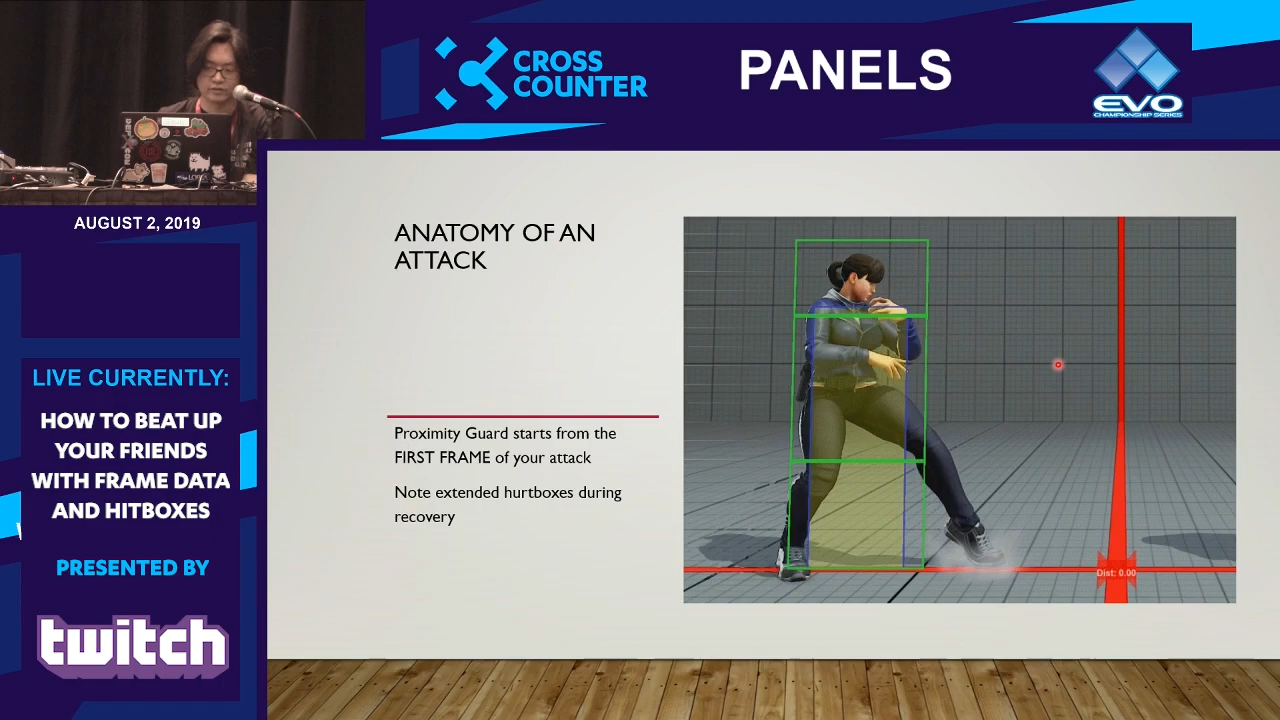 CROSS
COUNTER
PANELS
EVO
CHAMPIONSHIP SERIES
AUGUST 2, 2019
LIVE CURRENTLY:
HOW TO BEAT UP
YOUR FRIENDS
WITH FRAME DATA
AND HITBOXES
PRESENTED BY
twitch
ANATOMY OF AN
ATTACK
Proximity Guard starts from the
FIRST FRAME of your attack
Note extended hurtboxes during
recovery
Dist: 0.00